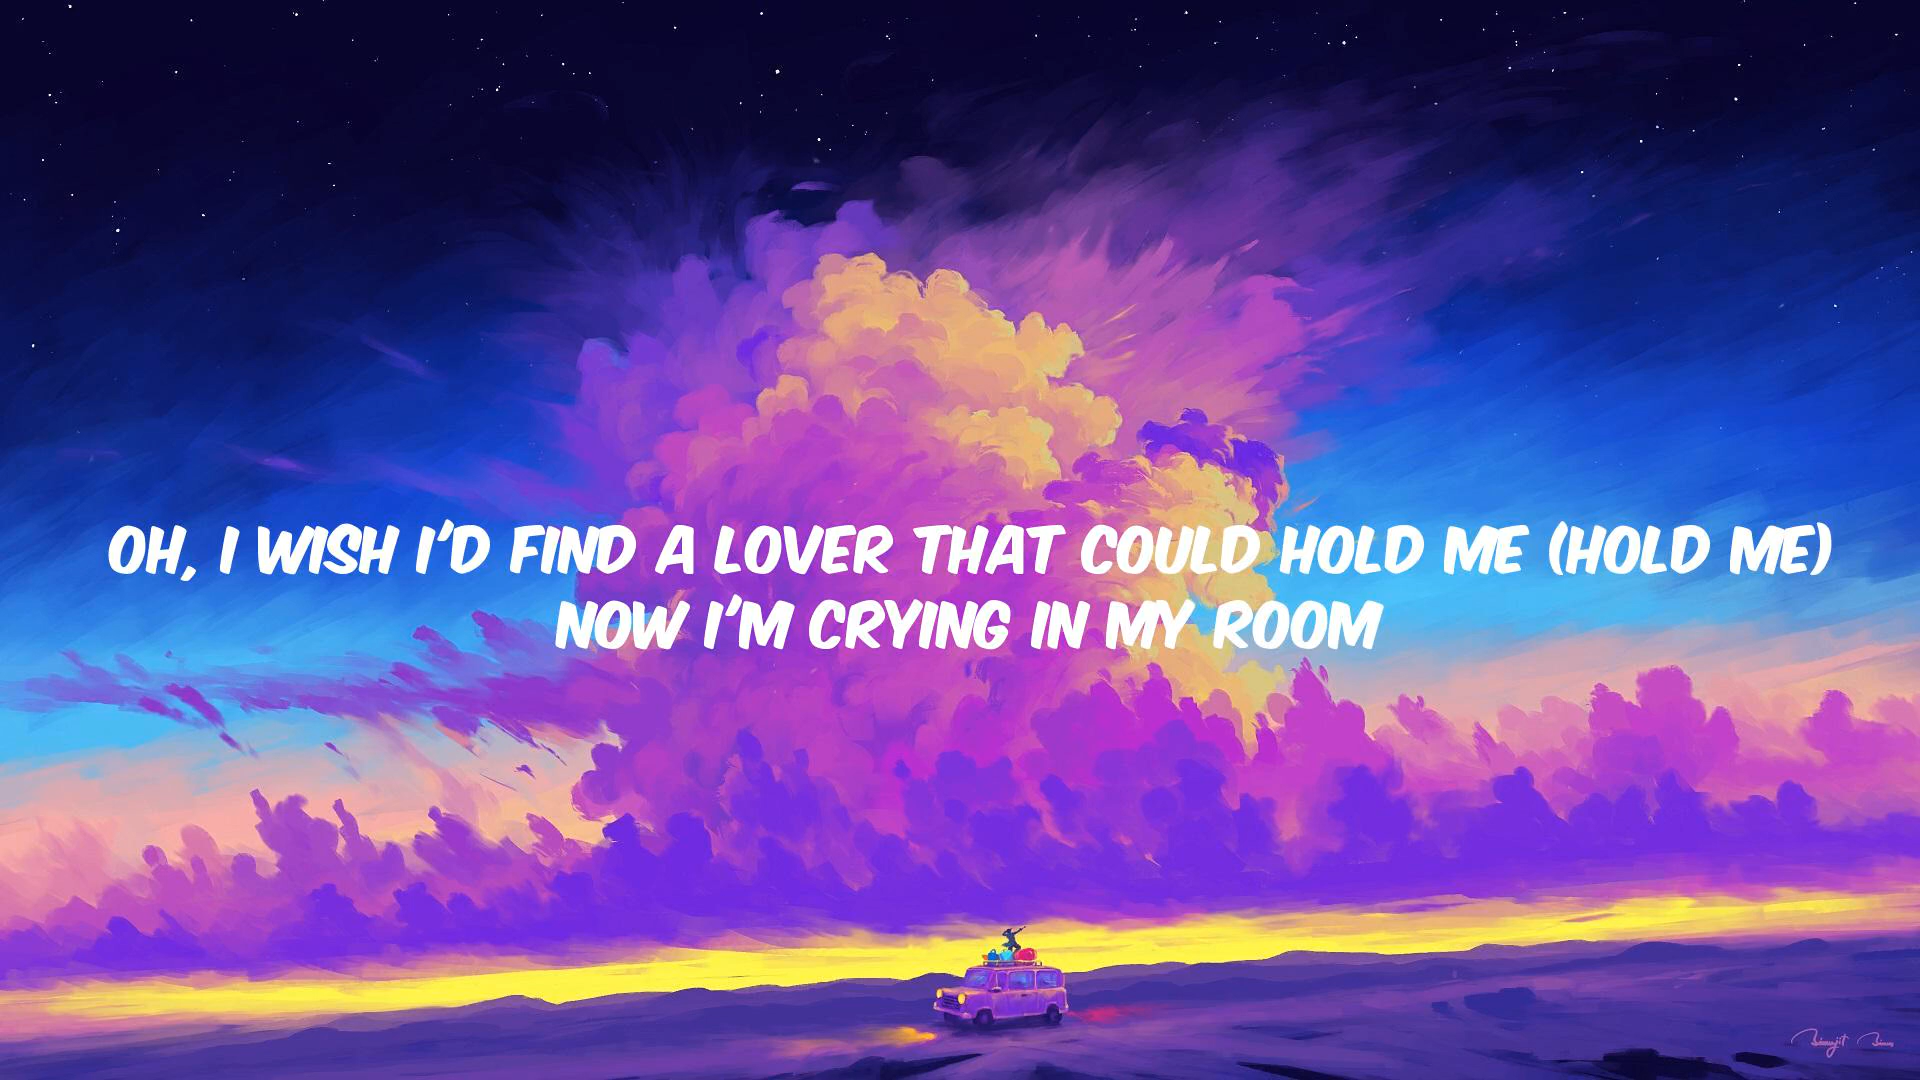 OH, I WISH I'D FIND A LOVER THAT COULD HOLD ME (HOLD ME)
NOW I'M CRYING IN MY ROOM